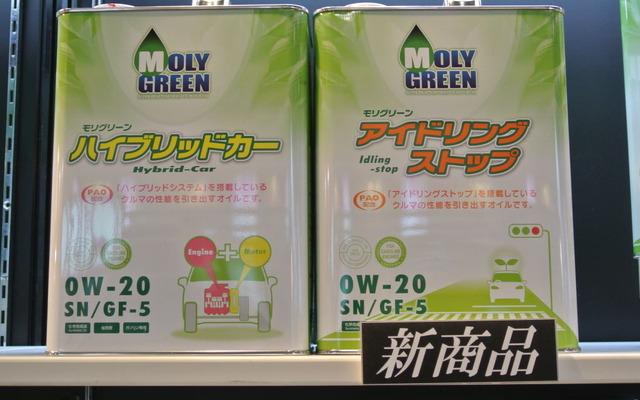 MOLY
GREEN
モリグリーン
ハイブリッドカー
Hybrid-Car
PAO
配合
「ハイブリッドシステム」を搭載している
クルマの性能を引き出すオイルです。
Engine
Motor
0W-20
SN/GF-5
MOLY
GREEN
モリグリーン
アイドリング
Idling
-stop
ストップ
PAO
配合
「アイドリングストップ」を搭載している
クルマの性能を引き出すオイルです。
0W-20
SN/GF-5
新商品